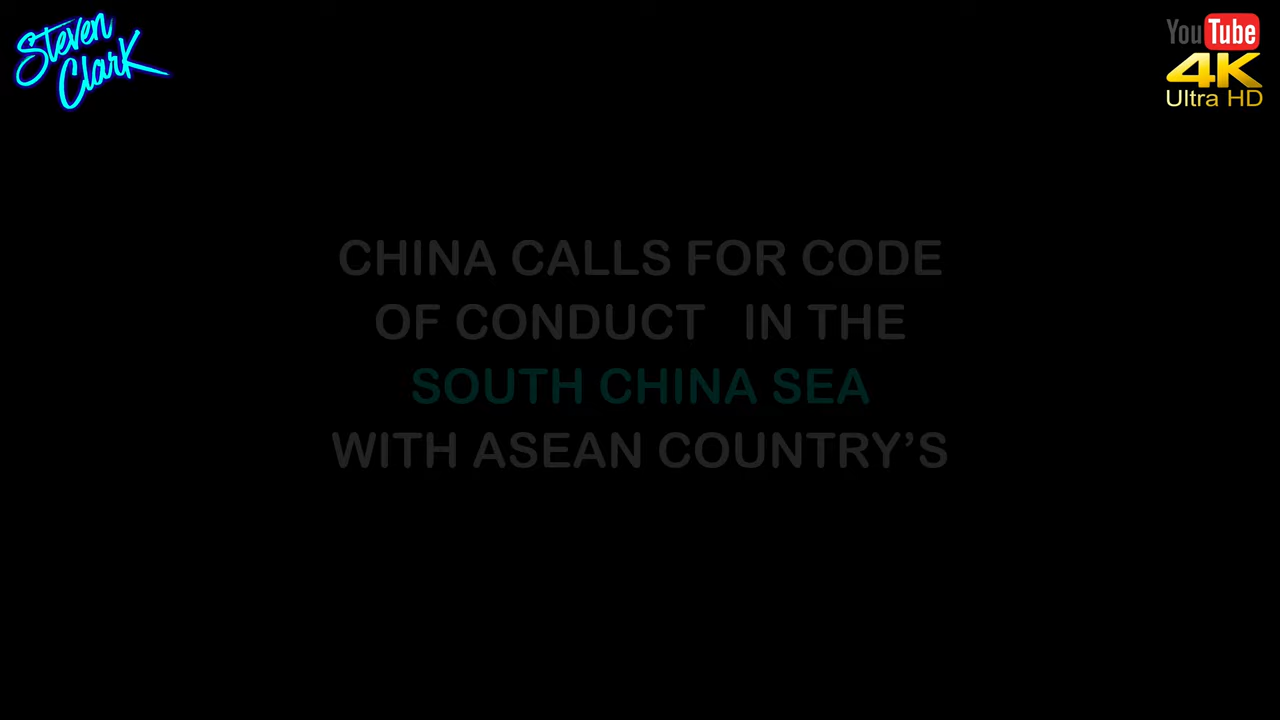 Steven
Clark
YouTube
4K
Ultra HD
CHINA CALLS FOR CODE
OF CONDUCT IN THE
SOUTH CHINA SEA
WITH ASEAN COUNTRY’S